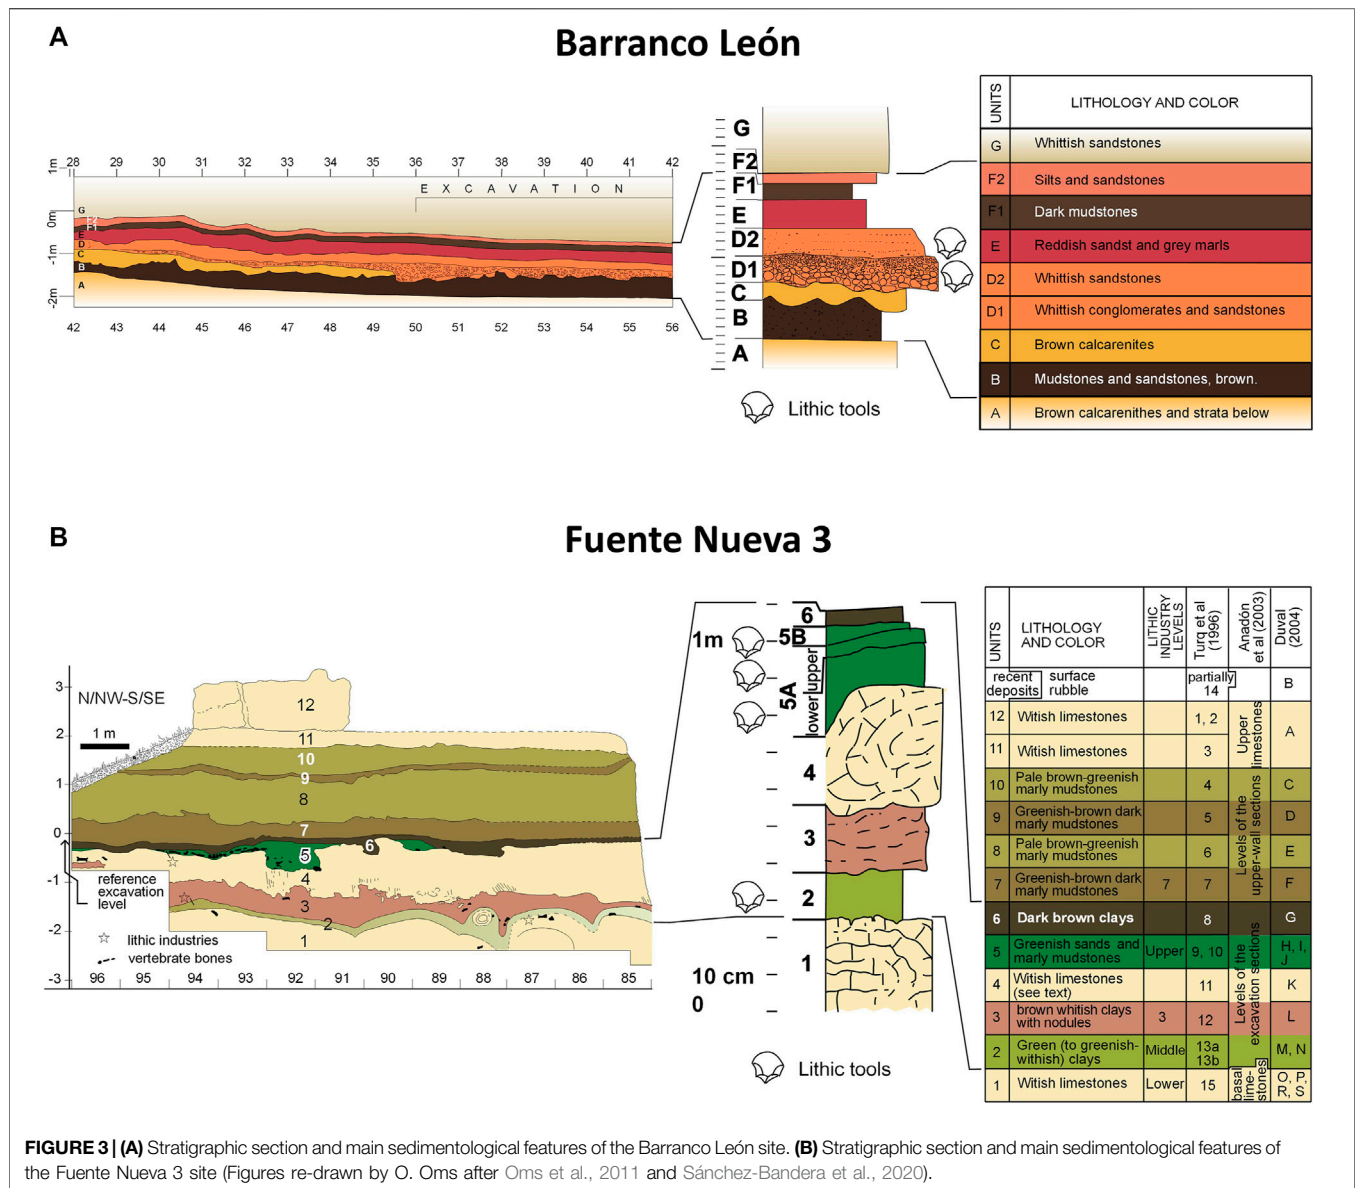 A
Barranco León
28 29 30 31 32 33 34 35 36 37 38 39 40 41 42
1m
0m
-1m
-2m
E X C A V A T I O N
G
F2
F1
E
D
C
B
A
42 43 44 45 46 47 48 49 50 51 52 53 54 55 56
G
F2
F1
E
D2
D1
C
B
A
Lithic tools
UNITS LITHOLOGY AND COLOR
G Whittish sandstones
F2 Silts and sandstones
F1 Dark mudstones
E Reddish sandst and grey marls
D2 Whittish sandstones
D1 Whittish conglomerates and sandstones
C Brown calcarenites
B Mudstones and sandstones, brown.
A Brown calcarenithes and strata below
B
Fuente Nueva 3
N/NW-S/SE
1 m
3
2
1
0
-1
-2
-3
12
11
10
9
8
7
6
5
4
3
2
1
reference
excavation
level
lithic industries
vertebrate bones
96 95 94 93 92 91 90 89 88 87 86 85
1m
10 cm
0
6
5B
5A
upper
lower
4
3
2
1
Lithic tools
UNITS LITHOLOGY AND COLOR LITHIC INDUSTRY LEVELS Turq et al (1996) Anadón et al (2003) Duval (2004)
recent deposits surface rubble partially 14 B
12 Witish limestones 1, 2 Upper limestones A
11 Witish limestones 3
10 Pale brown-greenish marly mudstones 4 Levels of the upper-wall sections C
9 Greenish-brown dark marly mudstones 5 D
8 Pale brown-greenish marly mudstones 6 E
7 Greenish-brown dark marly mudstones 7 7 F
6 Dark brown clays 8 Levels of the excavation sections G
5 Greenish sands and marly mudstones Upper 9, 10 H, I, J
4 Witish limestones (see text) 11 K
3 brown whitish clays with nodules 3 12 L
2 Green (to greenish-withish) clays Middle 13a 13b M, N
1 Witish limestones Lower 15 basal lime-stones O, P, R, S
FIGURE 3 | (A) Stratigraphic section and main sedimentological features of the Barranco León site. (B) Stratigraphic section and main sedimentological features of
the Fuente Nueva 3 site (Figures re-drawn by O. Oms after Oms et al., 2011 and Sánchez-Bandera et al., 2020).